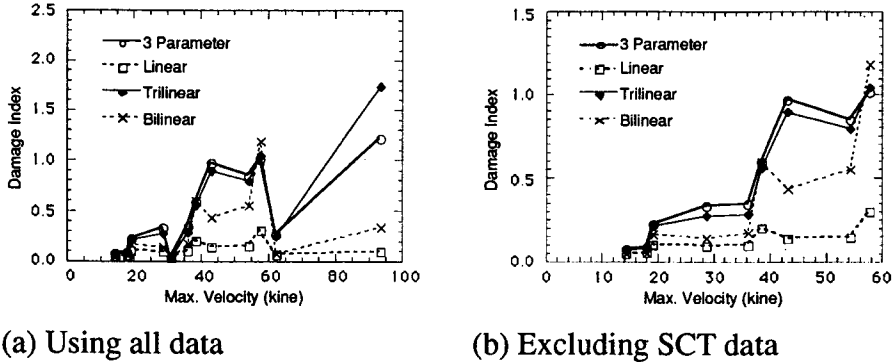 2.5
2.0
1.5
1.0
0.5
0.0
Damage Index
3 Parameter
Linear
Trilinear
Bilinear
0 20 40 60 80 100
Max. Velocity (kine)
(a) Using all data
1.5
1.0
0.5
0.0
Damage Index
3 Parameter
Linear
Trilinear
Bilinear
0 10 20 30 40 50 60
Max. Velocity (kine)
(b) Excluding SCT data